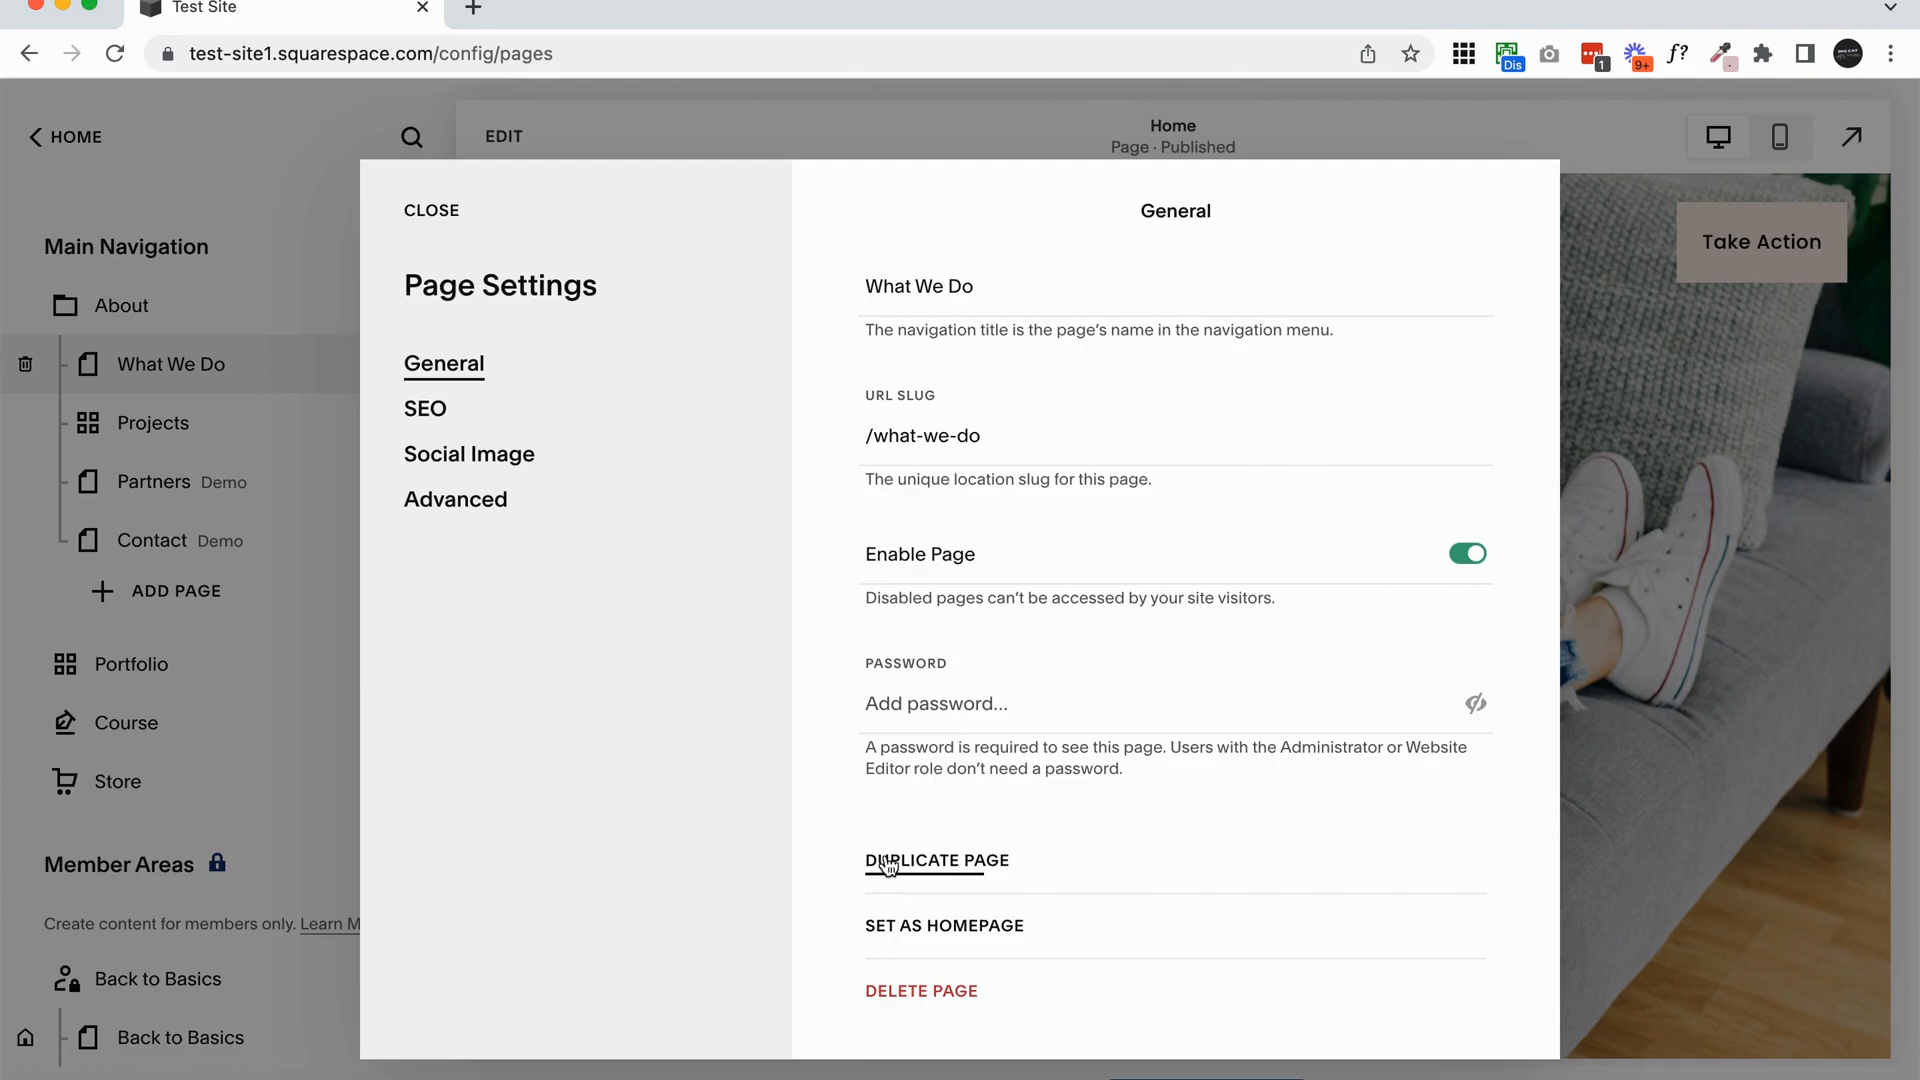 Test Site
test-site1.squarespace.com/config/pages
Dis
1
9+
f?
HOME
EDIT
Home
Page · Published
Take Action
Main Navigation
About
What We Do
Projects
Partners Demo
Contact Demo
ADD PAGE
Portfolio
Course
Store
Member Areas
Create content for members only. Learn M
Back to Basics
Back to Basics
CLOSE
Page Settings
General
SEO
Social Image
Advanced
General
What We Do
The navigation title is the page's name in the navigation menu.
URL SLUG
/what-we-do
The unique location slug for this page.
Enable Page
Disabled pages can't be accessed by your site visitors.
PASSWORD
Add password...
A password is required to see this page. Users with the Administrator or Website
Editor role don't need a password.
DUPLICATE PAGE
SET AS HOMEPAGE
DELETE PAGE